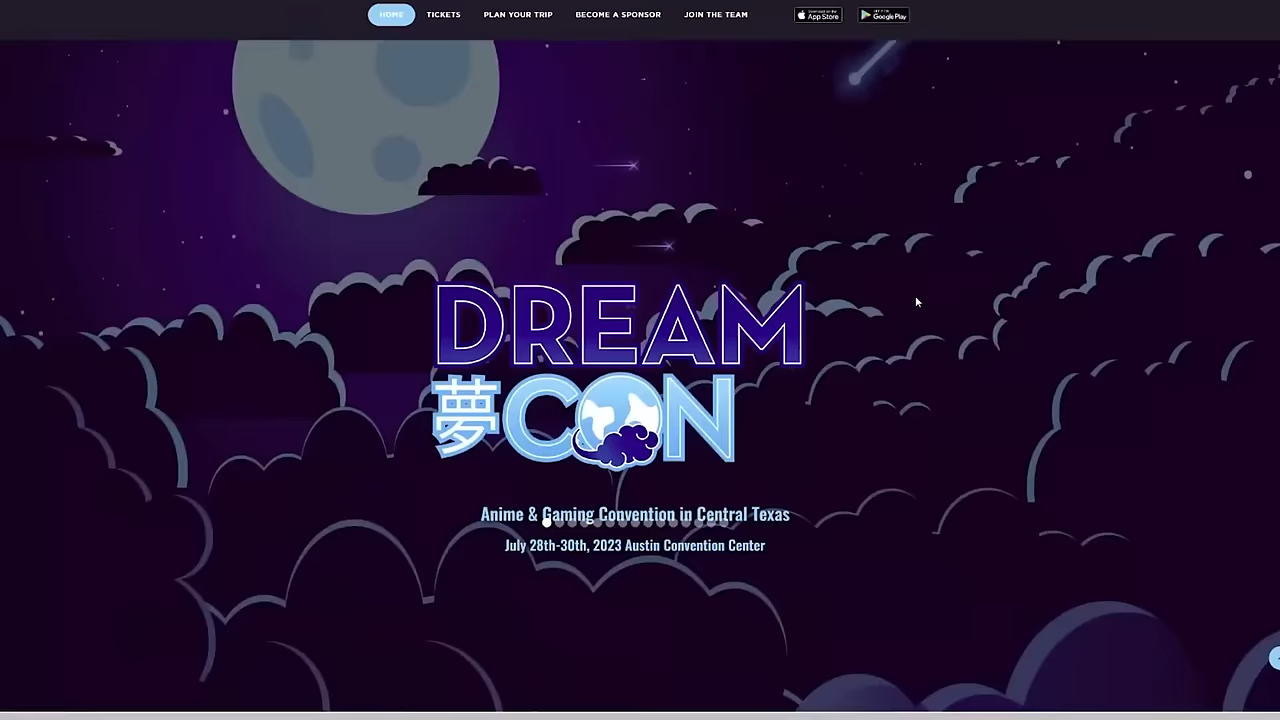 HOME TICKETS PLAN YOUR TRIP BECOME A SPONSOR JOIN THE TEAM App Store Google Play
DREAM
夢CON
Anime & Gaming Convention in Central Texas
July 28th-30th, 2023 Austin Convention Center